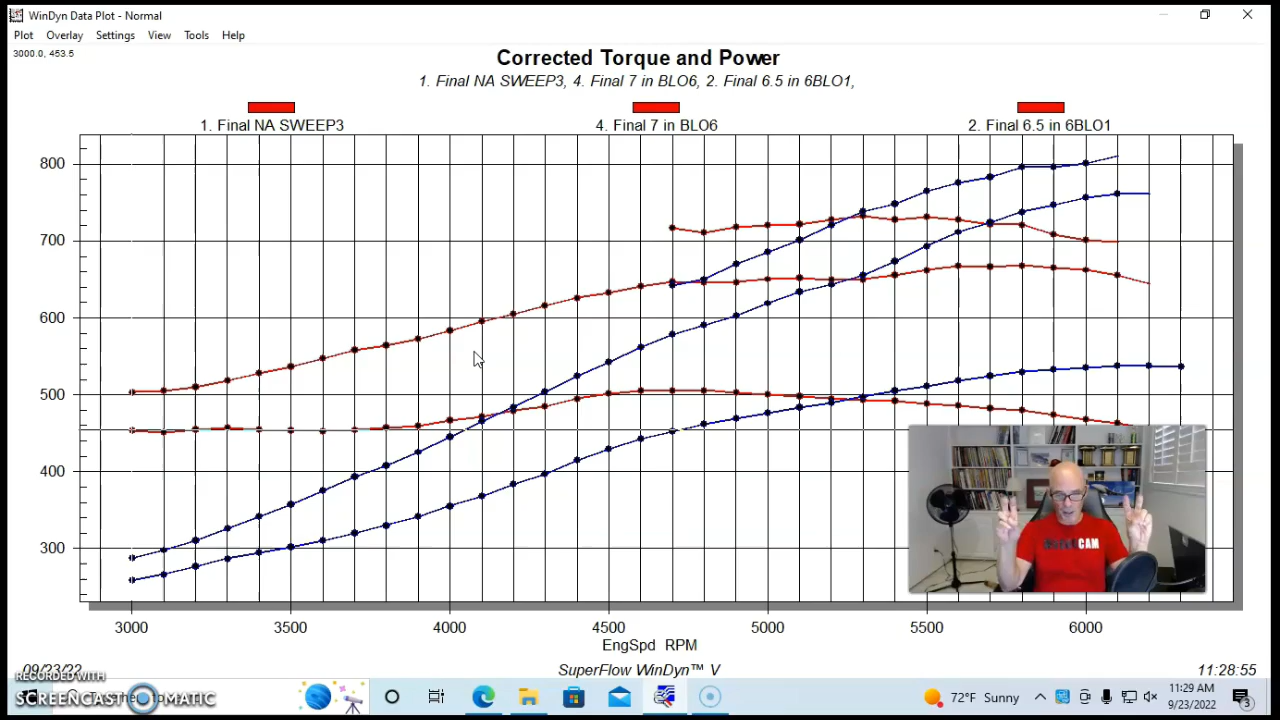 WinDyn Data Plot - Normal
Plot Overlay Settings View Tools Help
3000.0, 453.5
Corrected Torque and Power
1. Final NA SWEEP3, 4. Final 7 in BLO6, 2. Final 6.5 in 6BLO1,
1. Final NA SWEEP3 4. Final 7 in BLO6 2. Final 6.5 in 6BLO1
800
700
600
500
400
300
3000 3500 4000 4500 5000 5500 6000
EngSpd RPM
09/23/22 SuperFlow WinDyn™ V 11:28:55
RECORDED WITH
SCREENCAST MATIC
72°F Sunny
11:29 AM
9/23/2022
3
CAM